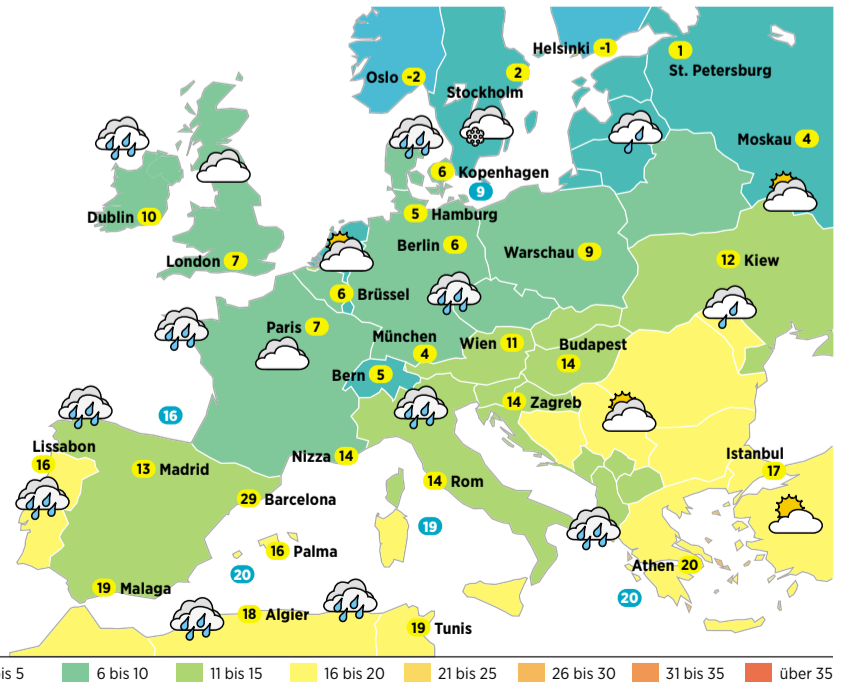 Helsinki -1
1
St. Petersburg
Oslo -2
2
Stockholm
Moskau 4
6 Kopenhagen
9
Dublin 10
5 Hamburg
Berlin 6
Warschau 9
12 Kiew
London 7
6 Brüssel
Paris 7
München
4
Wien 11
Budapest
14
Bern 5
14 Zagreb
16
Lissabon
16
13 Madrid
Nizza 14
14 Rom
Istanbul
17
29 Barcelona
19
16 Palma
Athen 20
20
19 Malaga
20
18 Algier
19 Tunis
is 5
6 bis 10
11 bis 15
16 bis 20
21 bis 25
26 bis 30
31 bis 35
über 35